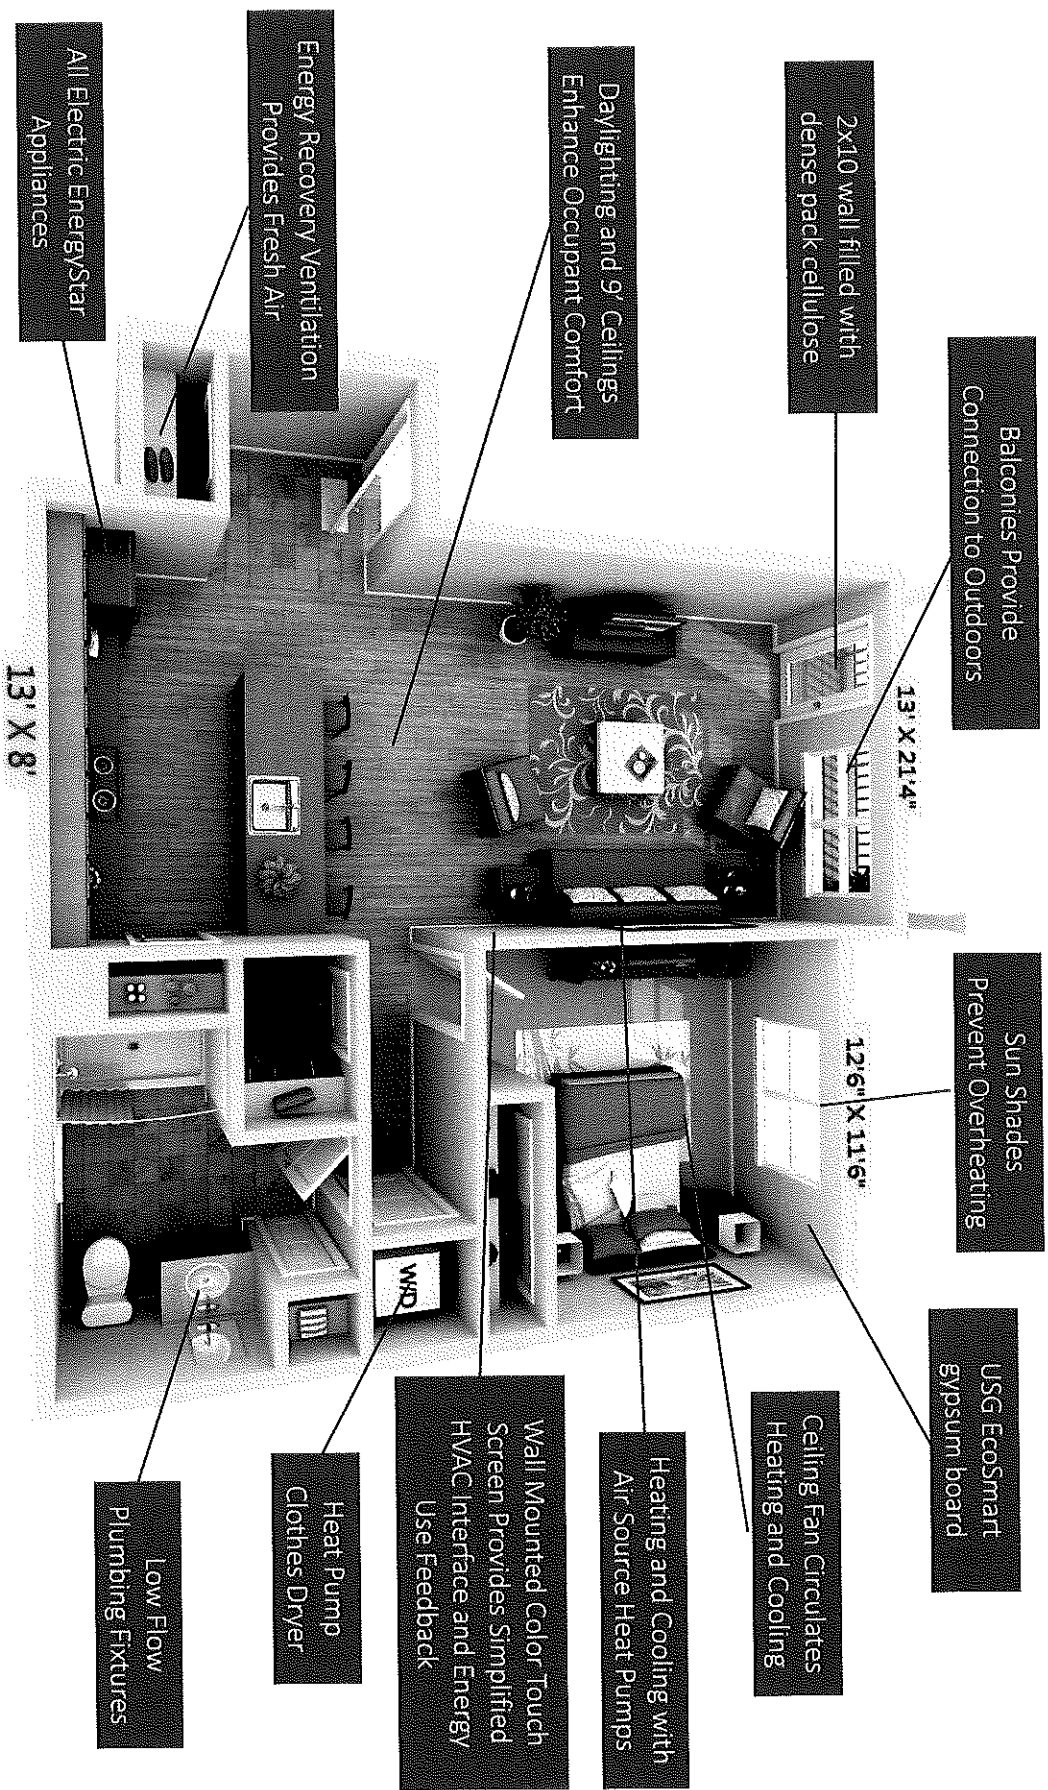 Balconies Provide
Connection to Outdoors
Sun Shades
Prevent Overheating
USG EcoSmart
gypsum board
2x10 wall filled with
dense pack cellulose
13' X 21'4"
12'6" X 11'6"
Ceiling Fan Circulates
Heating and Cooling
Daylighting and 9' Ceilings
Enhance Occupant Comfort
Heating and Cooling with
Air Source Heat Pumps
Wall Mounted Color Touch
Screen Provides Simplified
HVAC Interface and Energy
Use Feedback
Energy Recovery Ventilation
Provides Fresh Air
W/D
Heat Pump
Clothes Dryer
All Electric EnergyStar
Appliances
Low Flow
Plumbing Fixtures
13' X 8'